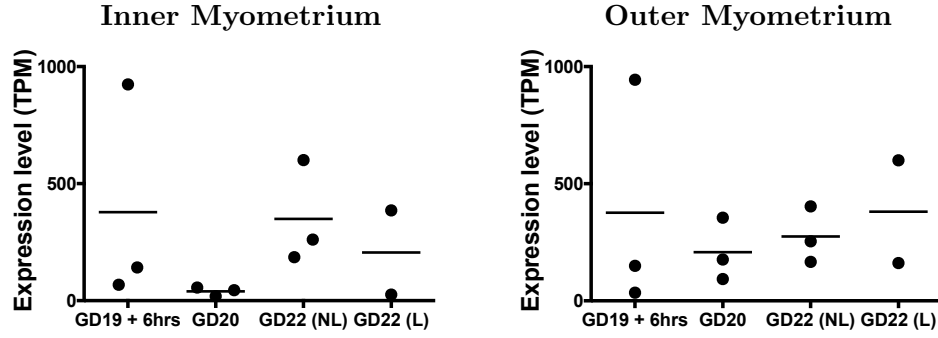 Inner Myometrium
Expression level (TPM)
1000
500
0
GD19 + 6hrs GD20 GD22 (NL) GD22 (L)
Outer Myometrium
Expression level (TPM)
1000
500
0
GD19 + 6hrs GD20 GD22 (NL) GD22 (L)